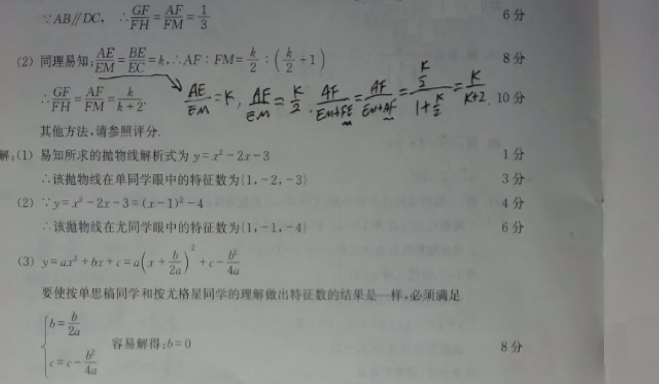 ∵AB∥DC, ∴GF/FH=AF/FM=1/3 6分
(2) 同理易知:AE/EM=BE/EC=k,∴AF:FM=k/2:(k/2+1) 8分
∴GF/FH=AF/FM=k/(k+2). AE/EM=K, AF/EM=K/2. AF/(EM+FE)=AF/(EM+AF)=(K/2)/(1+K/2)=K/(K+2). 10分
其他方法,请参照评分.
解:(1) 易知所求的抛物线解析式为 y=x²-2x-3 1分
∴该抛物线在单同学眼中的特征数为(1,-2,-3) 3分
(2) ∵y=x²-2x-3=(x-1)²-4 4分
∴该抛物线在尤同学眼中的特征数为(1,-1,-4) 6分
(3) y=ax²+bx+c=a(x+b/2a)²+c-b²/4a
要使按单思稿同学和按尤格星同学的理解做出特征数的结果是一样,必须满足
{b=b/2a
c=c-b²/4a 容易解得:b=0 8分